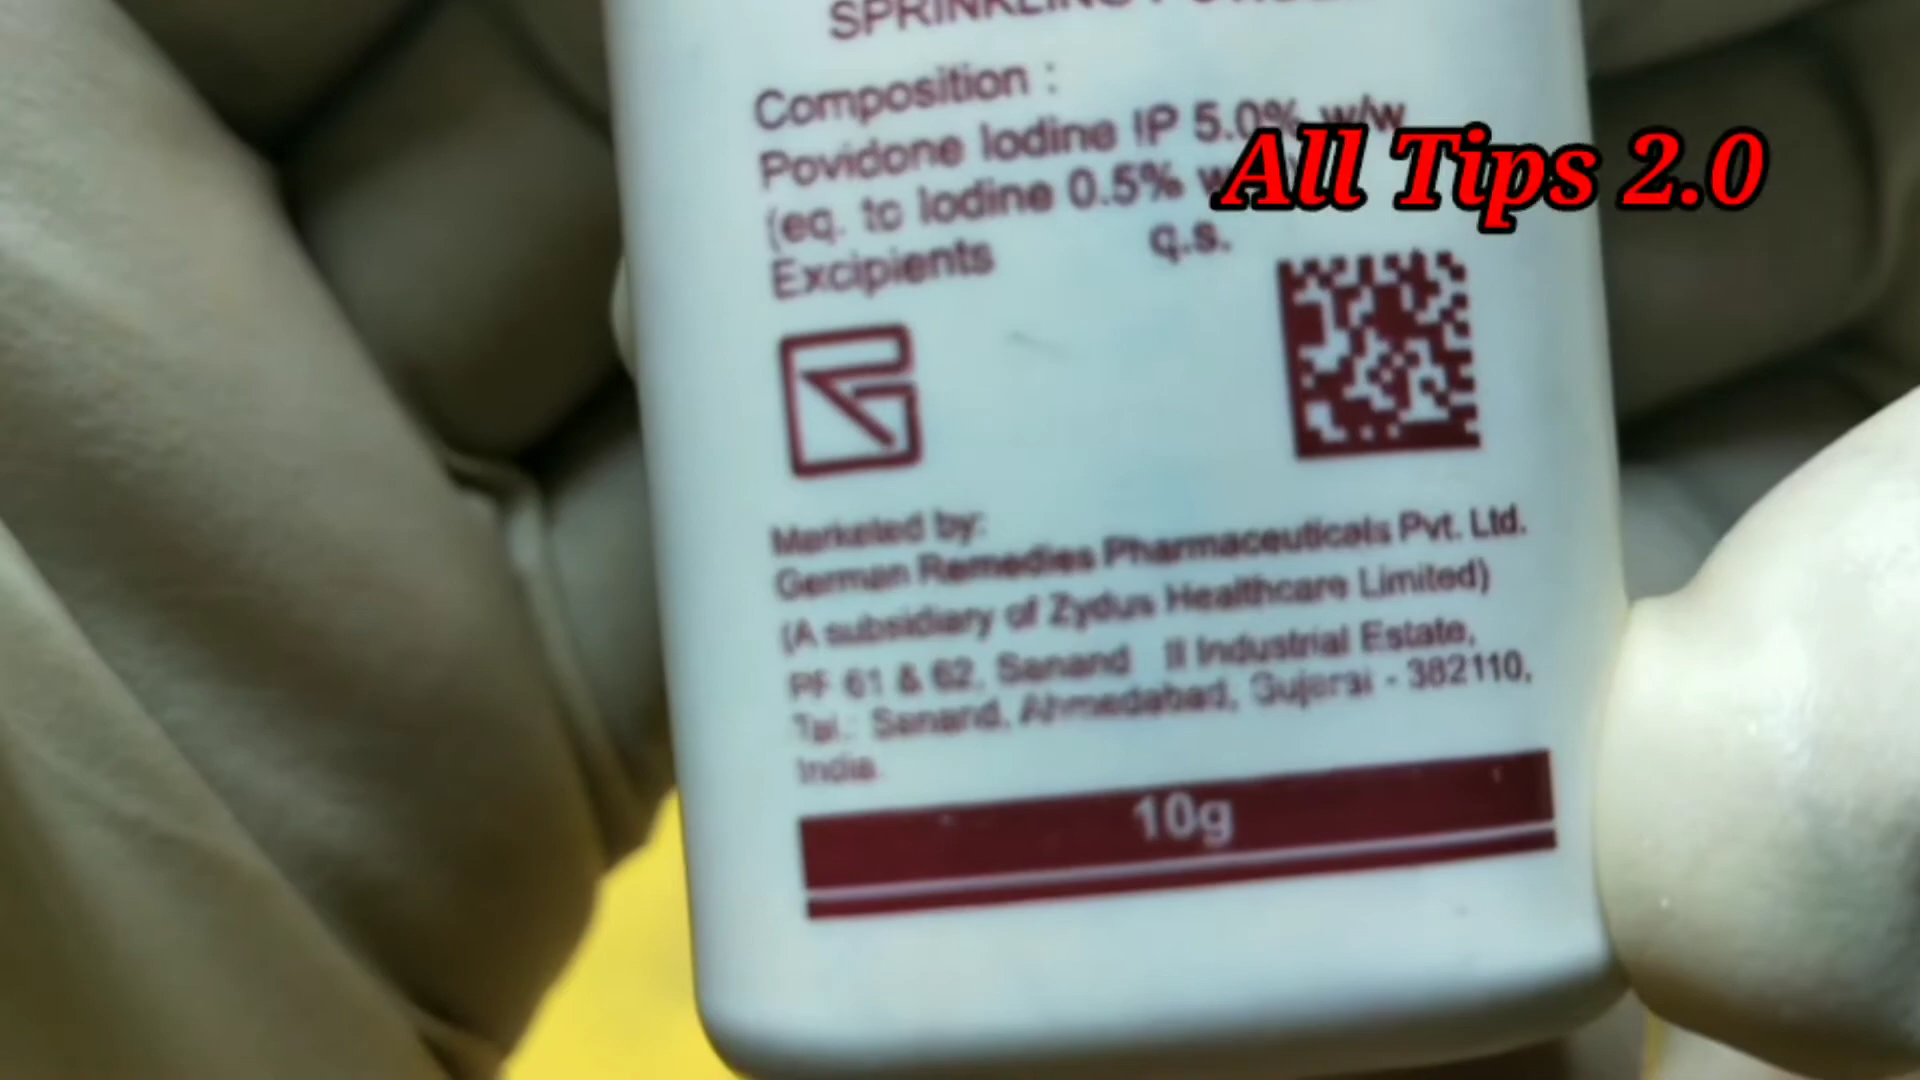 SPRINKLING POWDER
Composition :
Povidone Iodine IP 5.0% w/w
(eq. to Iodine 0.5%
Excipients q.s.
All Tips 2.0
Marketed by:
German Remedies Pharmaceuticals Pvt. Ltd.
(A subsidiary of Zydus Healthcare Limited)
PF 61 & 62, Sanand II Industrial Estate,
Tal.: Sanand, Ahmedabad, Gujarat - 382110,
India.
10g